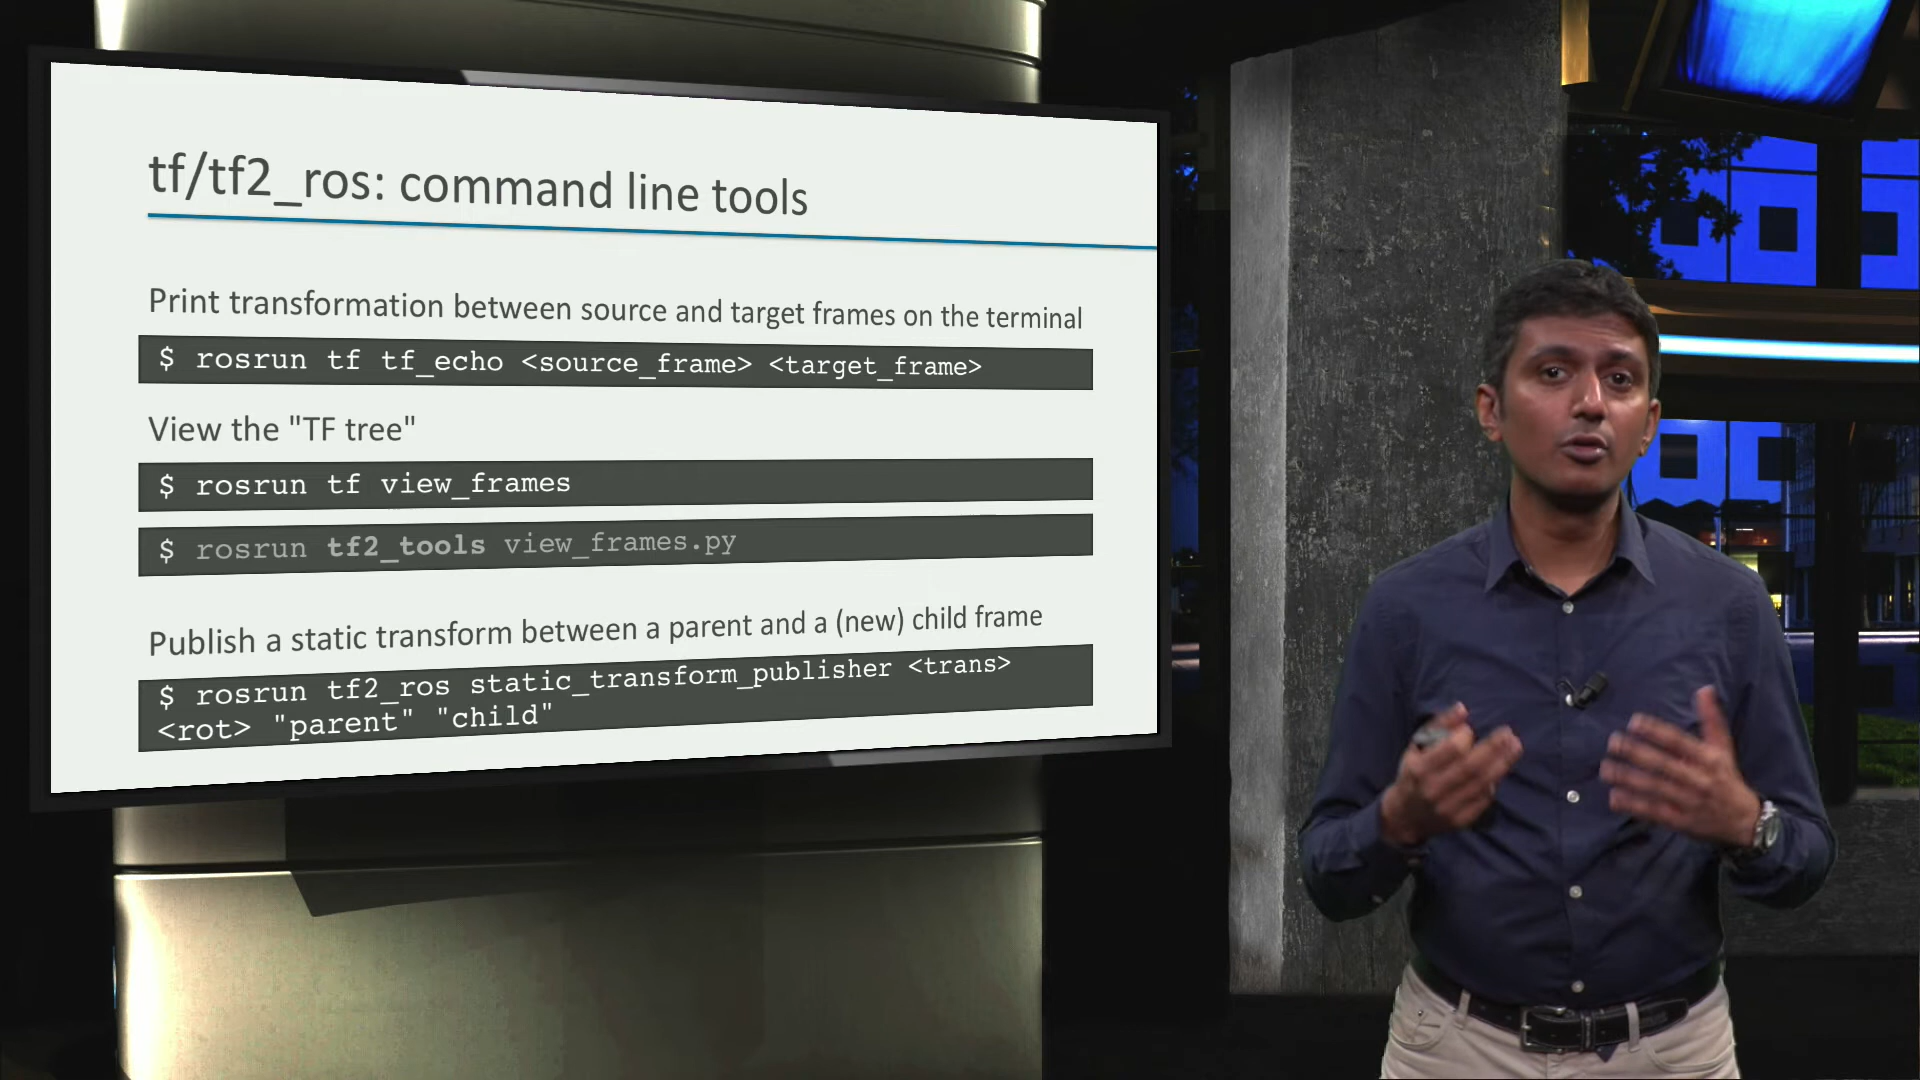 tf/tf2_ros: command line tools
Print transformation between source and target frames on the terminal
$ rosrun tf tf_echo <source_frame> <target_frame>
View the "TF tree"
$ rosrun tf view_frames
$ rosrun tf2_tools view_frames.py
Publish a static transform between a parent and a (new) child frame
$ rosrun tf2_ros static_transform_publisher <trans>
<rot> "parent" "child"